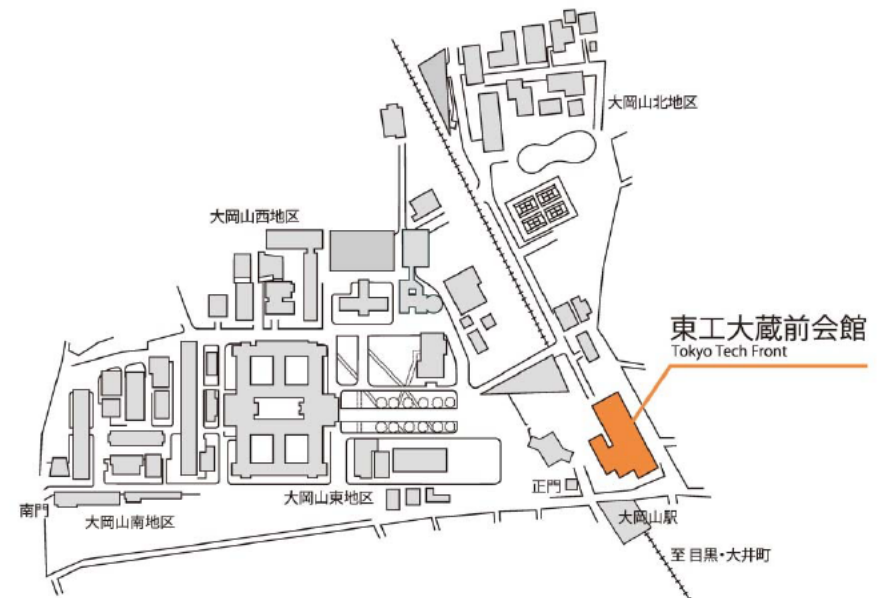 大岡山北地区
大岡山西地区
東工大蔵前会館
Tokyo Tech Front
正門
大岡山東地区
南門
大岡山南地区
大岡山駅
至 目黒・大井町